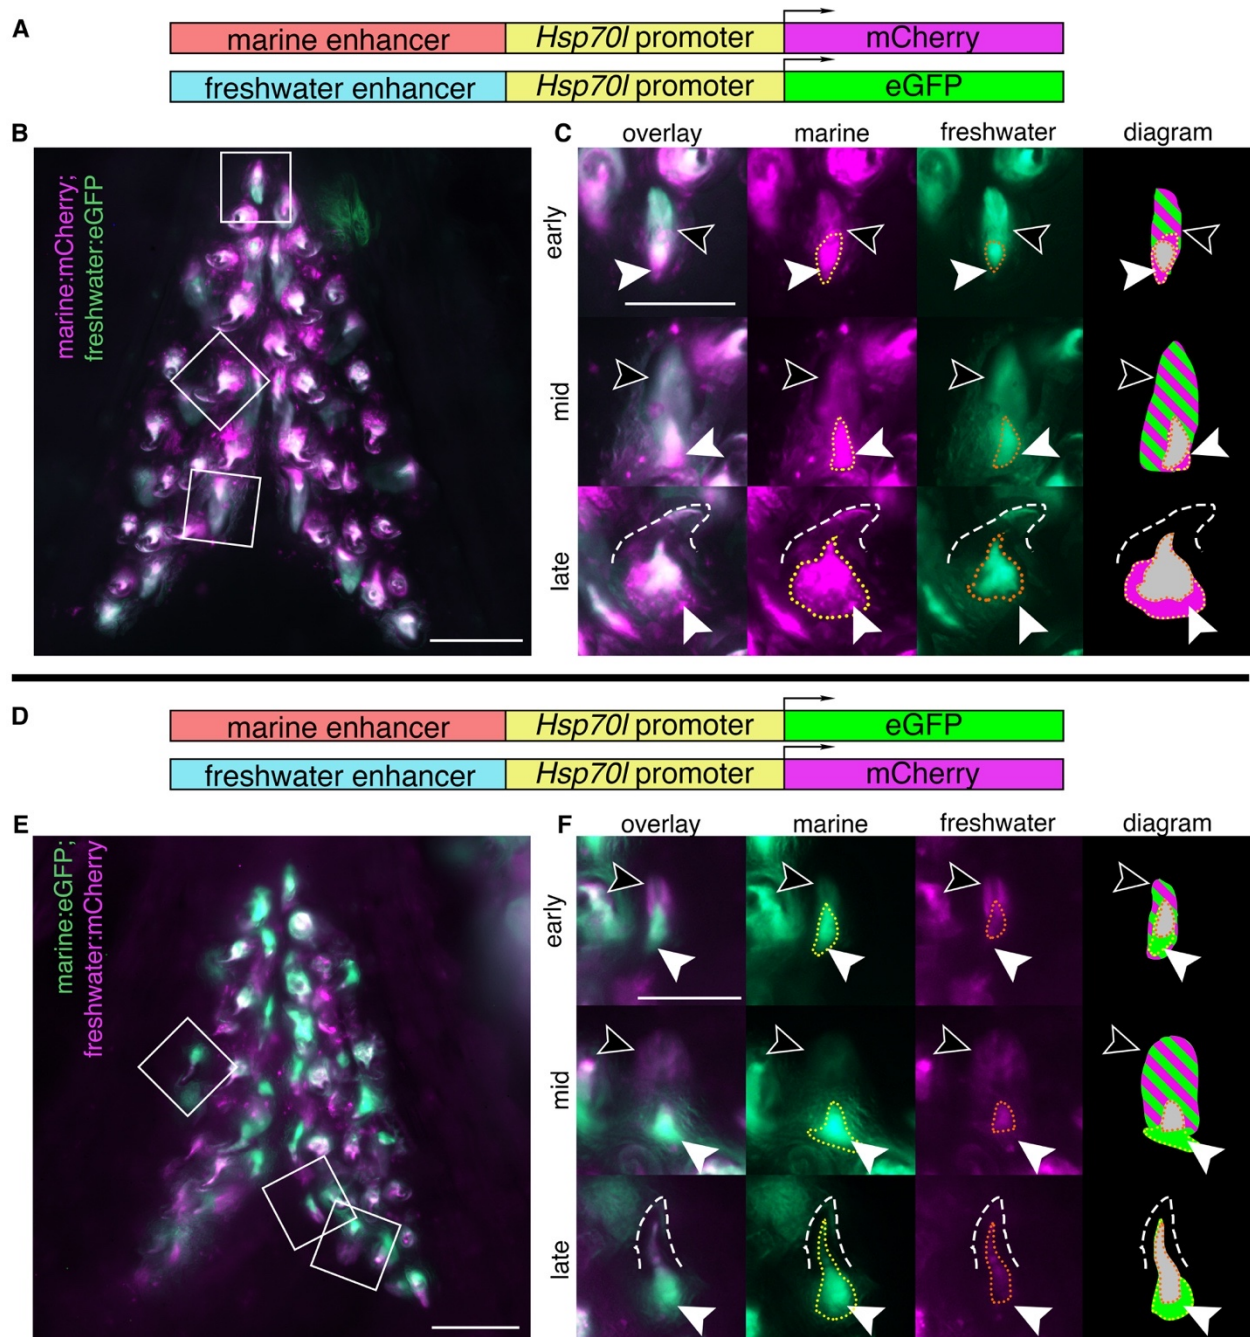 A
marine enhancer Hsp70l promoter mCherry
freshwater enhancer Hsp70l promoter eGFP
B
marine:mCherry;
freshwater:eGFP
C
overlay marine freshwater diagram
early
mid
late
D
marine enhancer Hsp70l promoter eGFP
freshwater enhancer Hsp70l promoter mCherry
E
marine:eGFP;
freshwater:mCherry
F
overlay marine freshwater diagram
early
mid
late